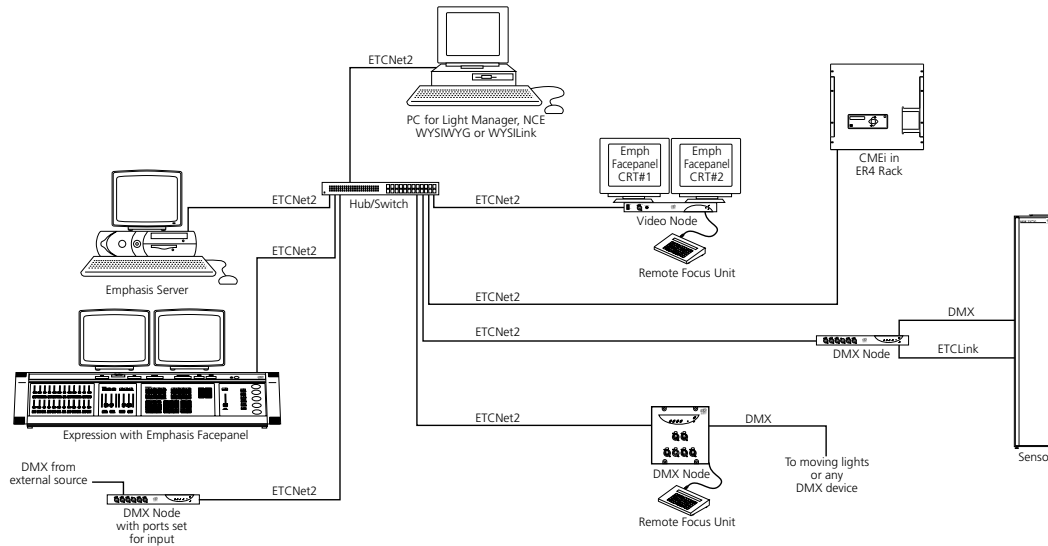 ETCNet2
PC for Light Manager, NCE
WYSIWYG or WYSILink
Emph
Facepanel
CRT#1
Emph
Facepanel
CRT#2
CMEi in
ER4 Rack
ETCNet2
Hub/Switch
ETCNet2
Video Node
Remote Focus Unit
ETCNet2
Emphasis Server
ETCNet2
DMX
ETCNet2
DMX Node
ETCLink
Expression with Emphasis Facepanel
ETCNet2
DMX
DMX Node
To moving lights
or any
DMX device
Remote Focus Unit
Senso
DMX from
external source
ETCNet2
DMX Node
with ports set
for input